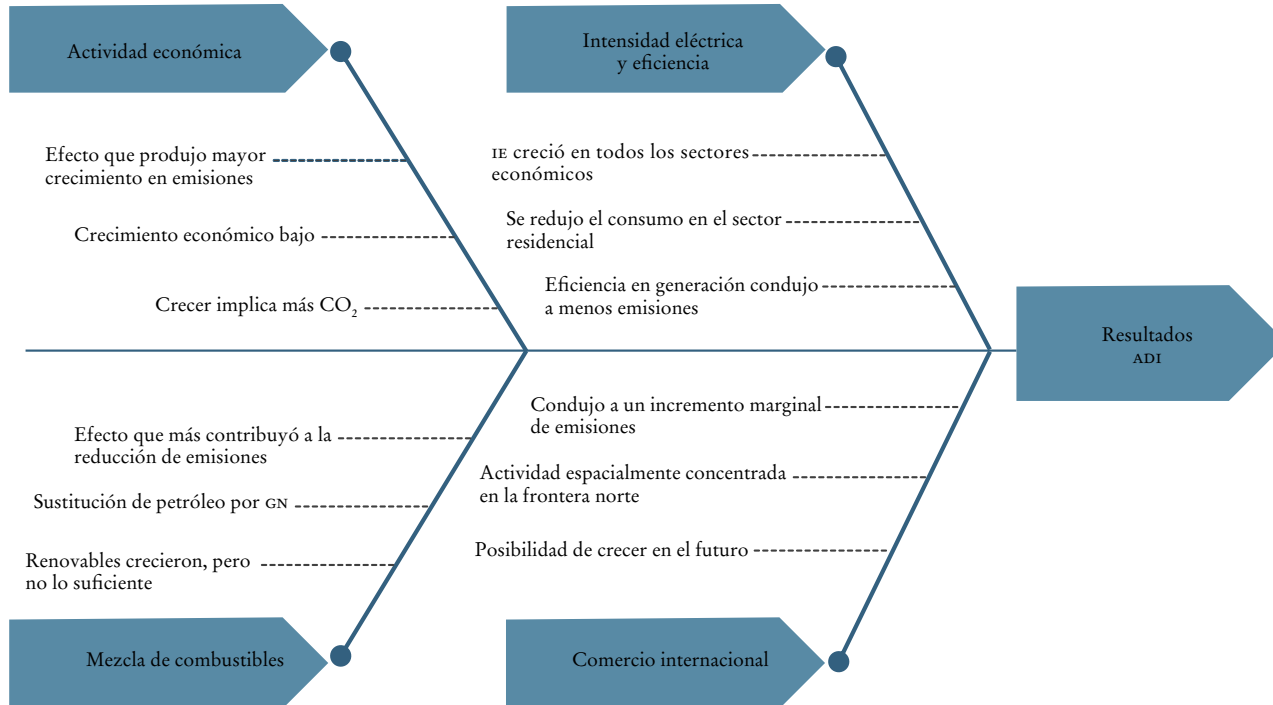 Actividad económica
Efecto que produjo mayor
crecimiento en emisiones
Crecimiento económico bajo
Crecer implica más CO₂
Intensidad eléctrica
y eficiencia
IE creció en todos los sectores
económicos
Se redujo el consumo en el sector
residencial
Eficiencia en generación condujo
a menos emisiones
Resultados
ADI
Efecto que más contribuyó a la
reducción de emisiones
Sustitución de petróleo por GN
Renovables crecieron, pero
no lo suficiente
Mezcla de combustibles
Condujo a un incremento marginal
de emisiones
Actividad espacialmente concentrada
en la frontera norte
Posibilidad de crecer en el futuro
Comercio internacional